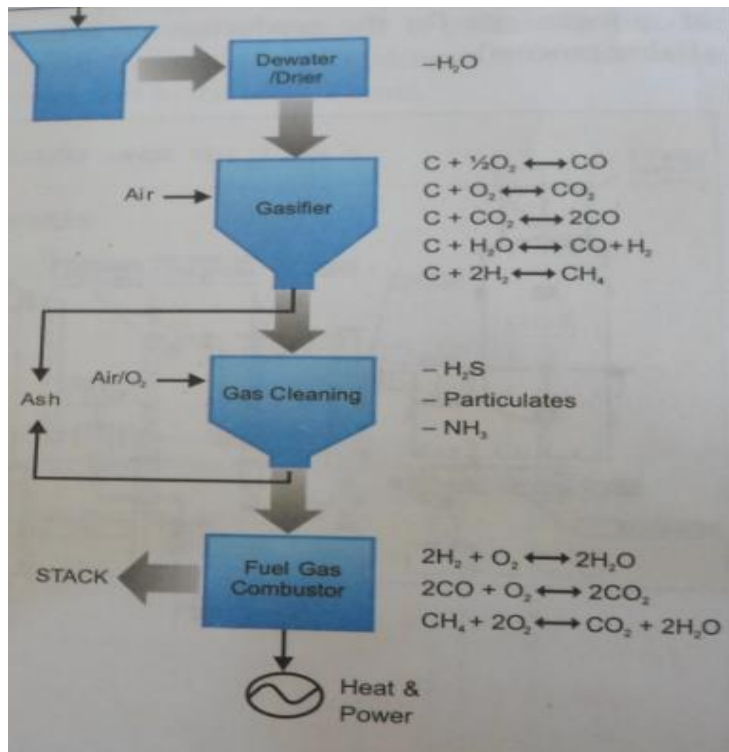 Dewater
/Drier
–H₂O
Air
Gasifier
C + ½O₂ ⟷ CO
C + O₂ ⟷ CO₂
C + CO₂ ⟷ 2CO
C + H₂O ⟷ CO + H₂
C + 2H₂ ⟷ CH₄
Ash
Air/O₂
Gas Cleaning
– H₂S
– Particulates
– NH₃
STACK
Fuel Gas
Combustor
2H₂ + O₂ ⟷ 2H₂O
2CO + O₂ ⟷ 2CO₂
CH₄ + 2O₂ ⟷ CO₂ + 2H₂O
Heat &
Power